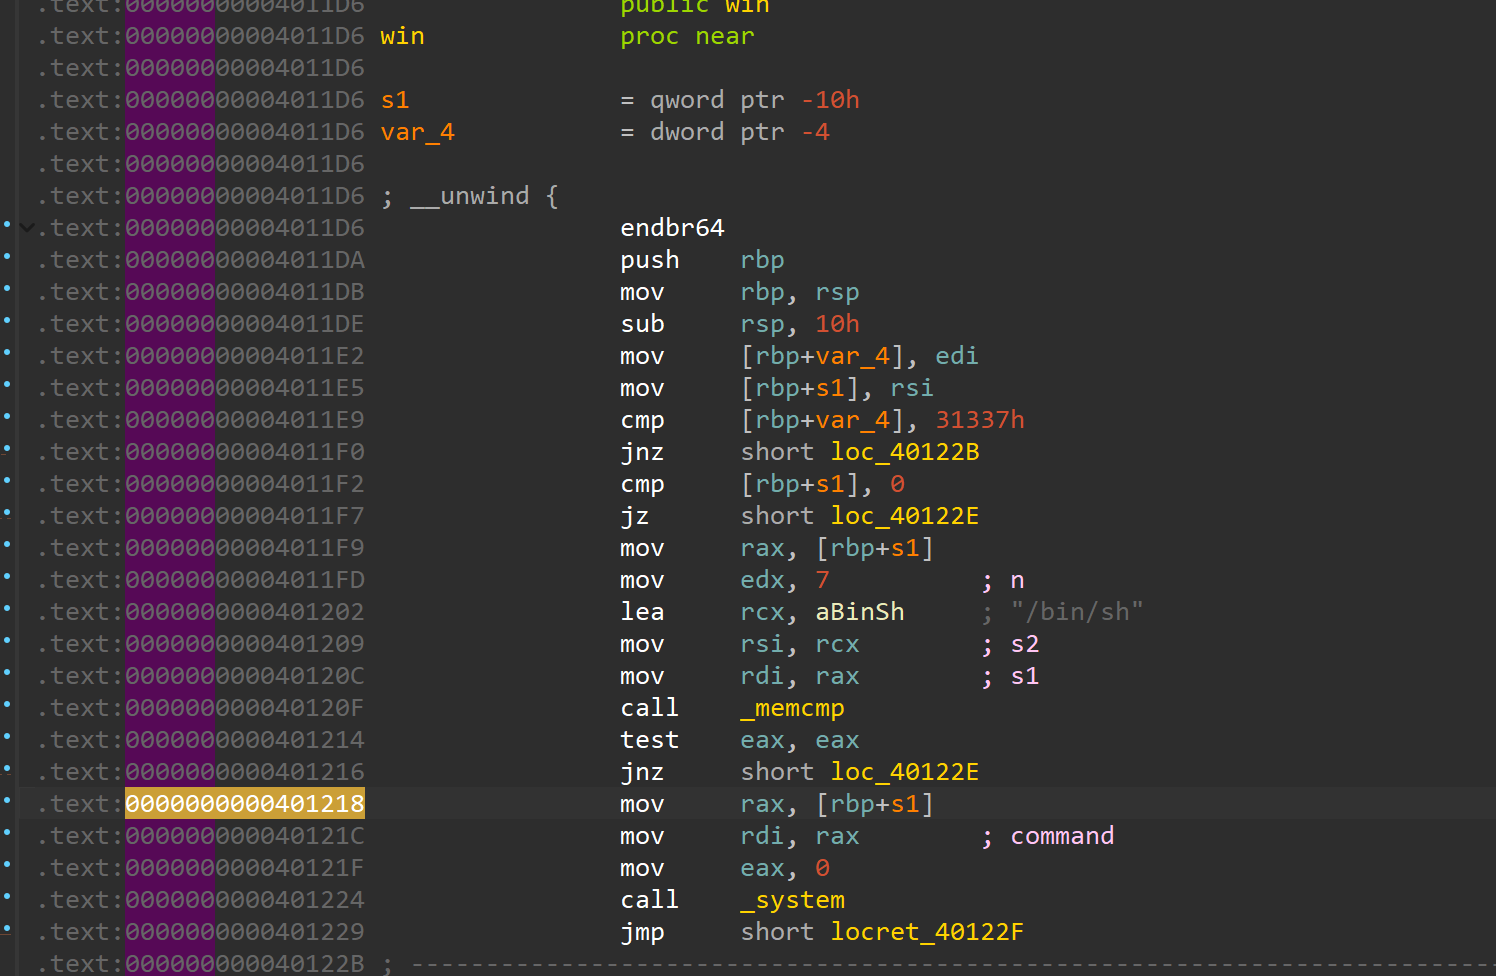 .text:00000000004011D6 public win
.text:00000000004011D6 win proc near
.text:00000000004011D6
.text:00000000004011D6 s1 = qword ptr -10h
.text:00000000004011D6 var_4 = dword ptr -4
.text:00000000004011D6
.text:00000000004011D6 ; __unwind {
.text:00000000004011D6 endbr64
.text:00000000004011DA push rbp
.text:00000000004011DB mov rbp, rsp
.text:00000000004011DE sub rsp, 10h
.text:00000000004011E2 mov [rbp+var_4], edi
.text:00000000004011E5 mov [rbp+s1], rsi
.text:00000000004011E9 cmp [rbp+var_4], 31337h
.text:00000000004011F0 jnz short loc_40122B
.text:00000000004011F2 cmp [rbp+s1], 0
.text:00000000004011F7 jz short loc_40122E
.text:00000000004011F9 mov rax, [rbp+s1]
.text:00000000004011FD mov edx, 7 ; n
.text:0000000000401202 lea rcx, aBinSh ; "/bin/sh"
.text:0000000000401209 mov rsi, rcx ; s2
.text:000000000040120C mov rdi, rax ; s1
.text:000000000040120F call _memcmp
.text:0000000000401214 test eax, eax
.text:0000000000401216 jnz short loc_40122E
.text:0000000000401218 mov rax, [rbp+s1]
.text:000000000040121C mov rdi, rax ; command
.text:000000000040121F mov eax, 0
.text:0000000000401224 call _system
.text:0000000000401229 jmp short locret_40122F
.text:000000000040122B ; ---------------------------------------------------------------------------